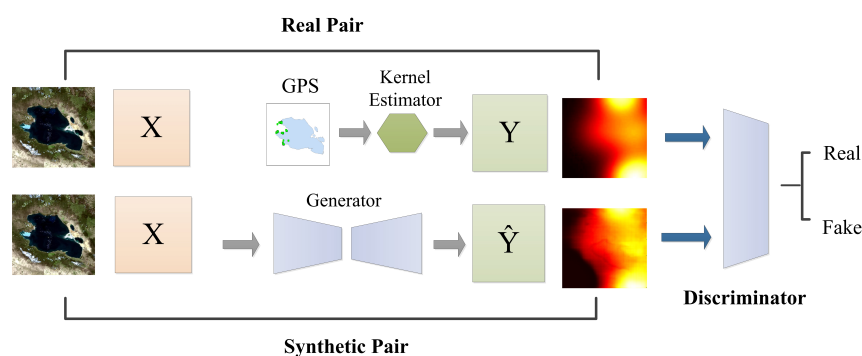 Real Pair
GPS
Kernel
Estimator
X
Y
Real
Generator
X
Ŷ
Fake
Discriminator
Synthetic Pair